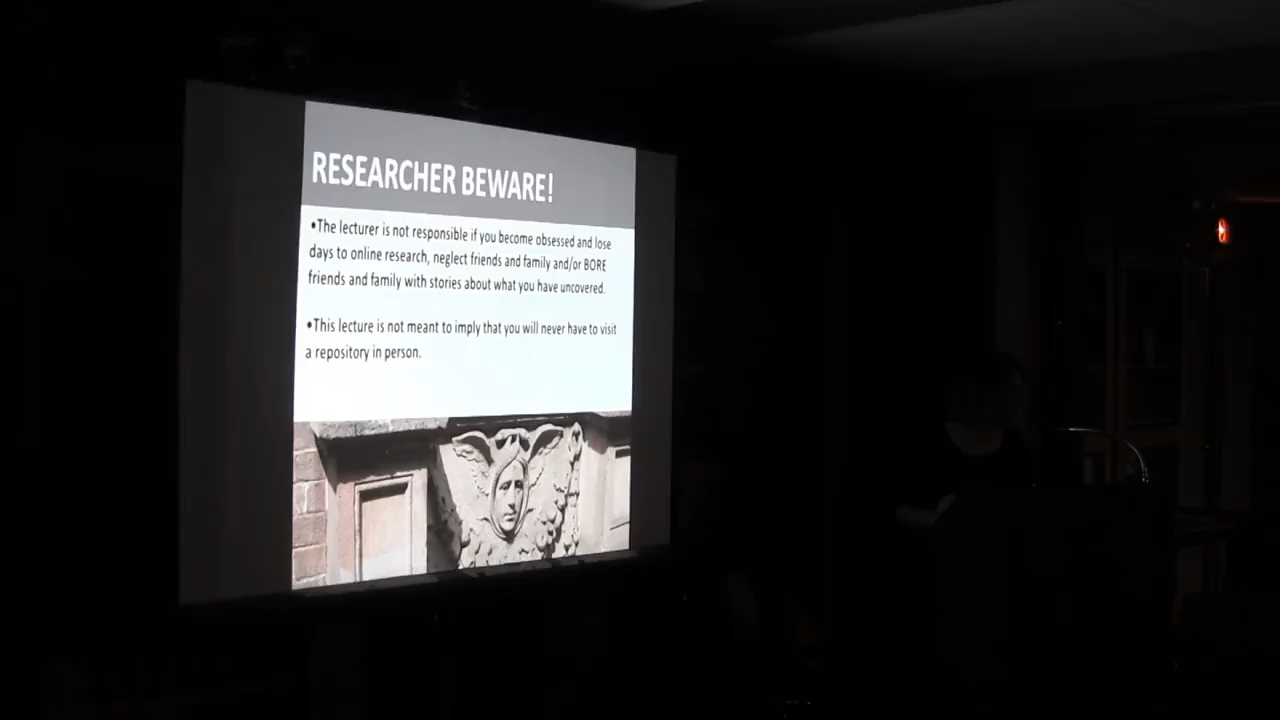 RESEARCHER BEWARE!
•The lecturer is not responsible if you become obsessed and lose
days to online research, neglect friends and family and/or BORE
friends and family with stories about what you have uncovered.
•This lecture is not meant to imply that you will never have to visit
a repository in person.